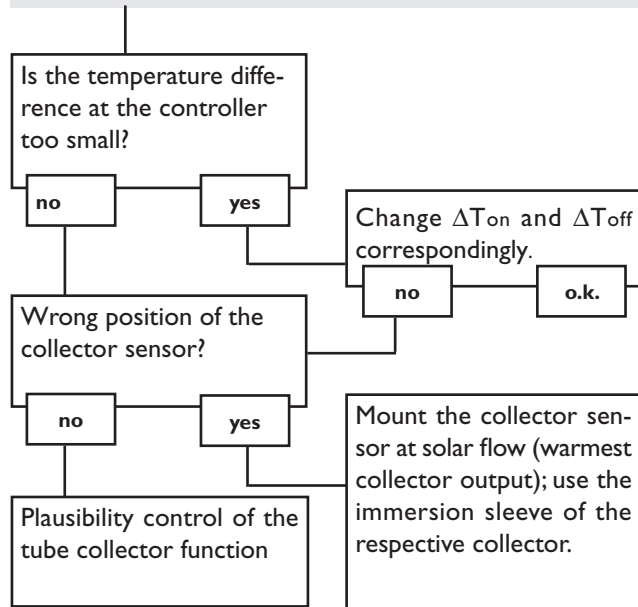 Is the temperature diffe-
rence at the controller
too small?
no
yes
Change ΔTon and ΔToff
correspondingly.
no
o.k.
Wrong position of the
collector sensor?
no
yes
Mount the collector sen-
sor at solar flow (warmest
collector output); use the
immersion sleeve of the
respective collector.
Plausibility control of the
tube collector function